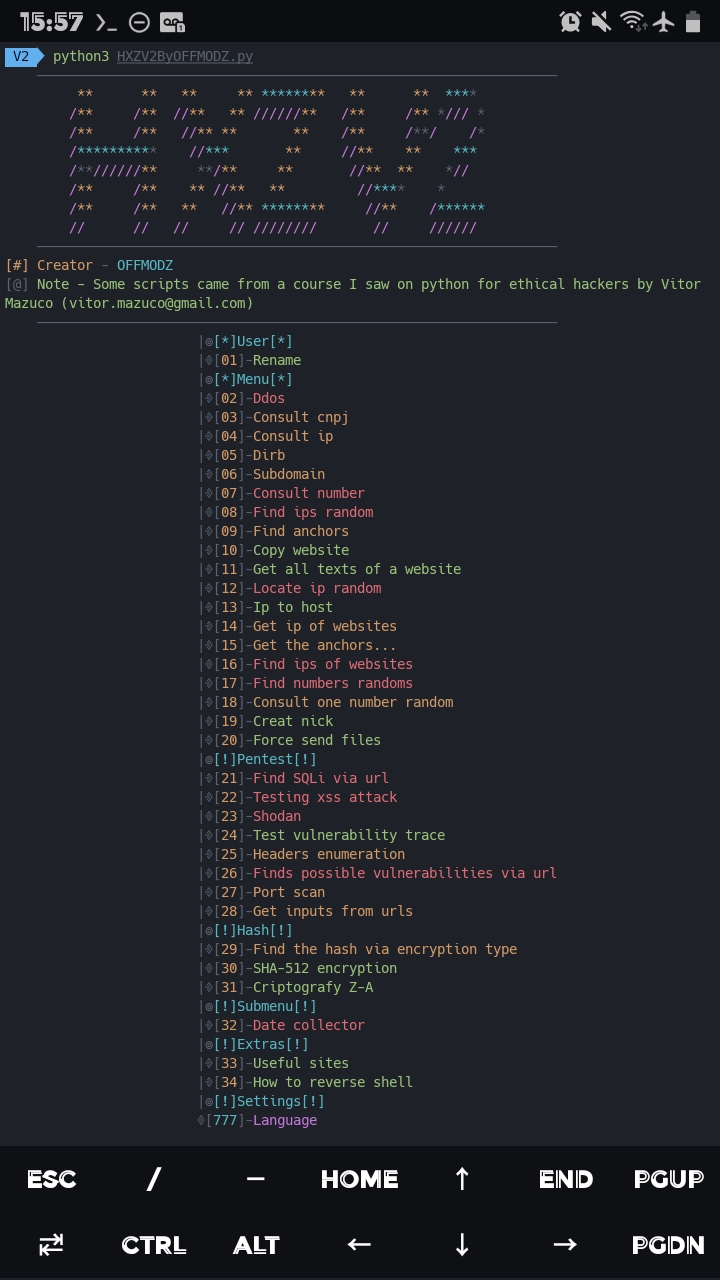 15:57
V2 python3 HXZV2ByOFFMODZ.py
[#] Creator - OFFMODZ
[@] Note - Some scripts came from a course I saw on python for ethical hackers by Vitor
Mazuco (vitor.mazuco@gmail.com)
|◎[*]User[*]
|⌖[01]-Rename
|◎[*]Menu[*]
|⌖[02]-Ddos
|⌖[03]-Consult cnpj
|⌖[04]-Consult ip
|⌖[05]-Dirb
|⌖[06]-Subdomain
|⌖[07]-Consult number
|⌖[08]-Find ips random
|⌖[09]-Find anchors
|⌖[10]-Copy website
|⌖[11]-Get all texts of a website
|⌖[12]-Locate ip random
|⌖[13]-Ip to host
|⌖[14]-Get ip of websites
|⌖[15]-Get the anchors...
|⌖[16]-Find ips of websites
|⌖[17]-Find numbers randoms
|⌖[18]-Consult one number random
|⌖[19]-Creat nick
|⌖[20]-Force send files
|◎[!]Pentest[!]
|⌖[21]-Find SQLi via url
|⌖[22]-Testing xss attack
|⌖[23]-Shodan
|⌖[24]-Test vulnerability trace
|⌖[25]-Headers enumeration
|⌖[26]-Finds possible vulnerabilities via url
|⌖[27]-Port scan
|⌖[28]-Get inputs from urls
|◎[!]Hash[!]
|⌖[29]-Find the hash via encryption type
|⌖[30]-SHA-512 encryption
|⌖[31]-Criptografy Z-A
|◎[!]Submenu[!]
|⌖[32]-Date collector
|◎[!]Extras[!]
|⌖[33]-Useful sites
|⌖[34]-How to reverse shell
|◎[!]Settings[!]
⌖[777]-Language
ESC / — HOME ↑ END PGUP
⇄ CTRL ALT ← ↓ → PGDN